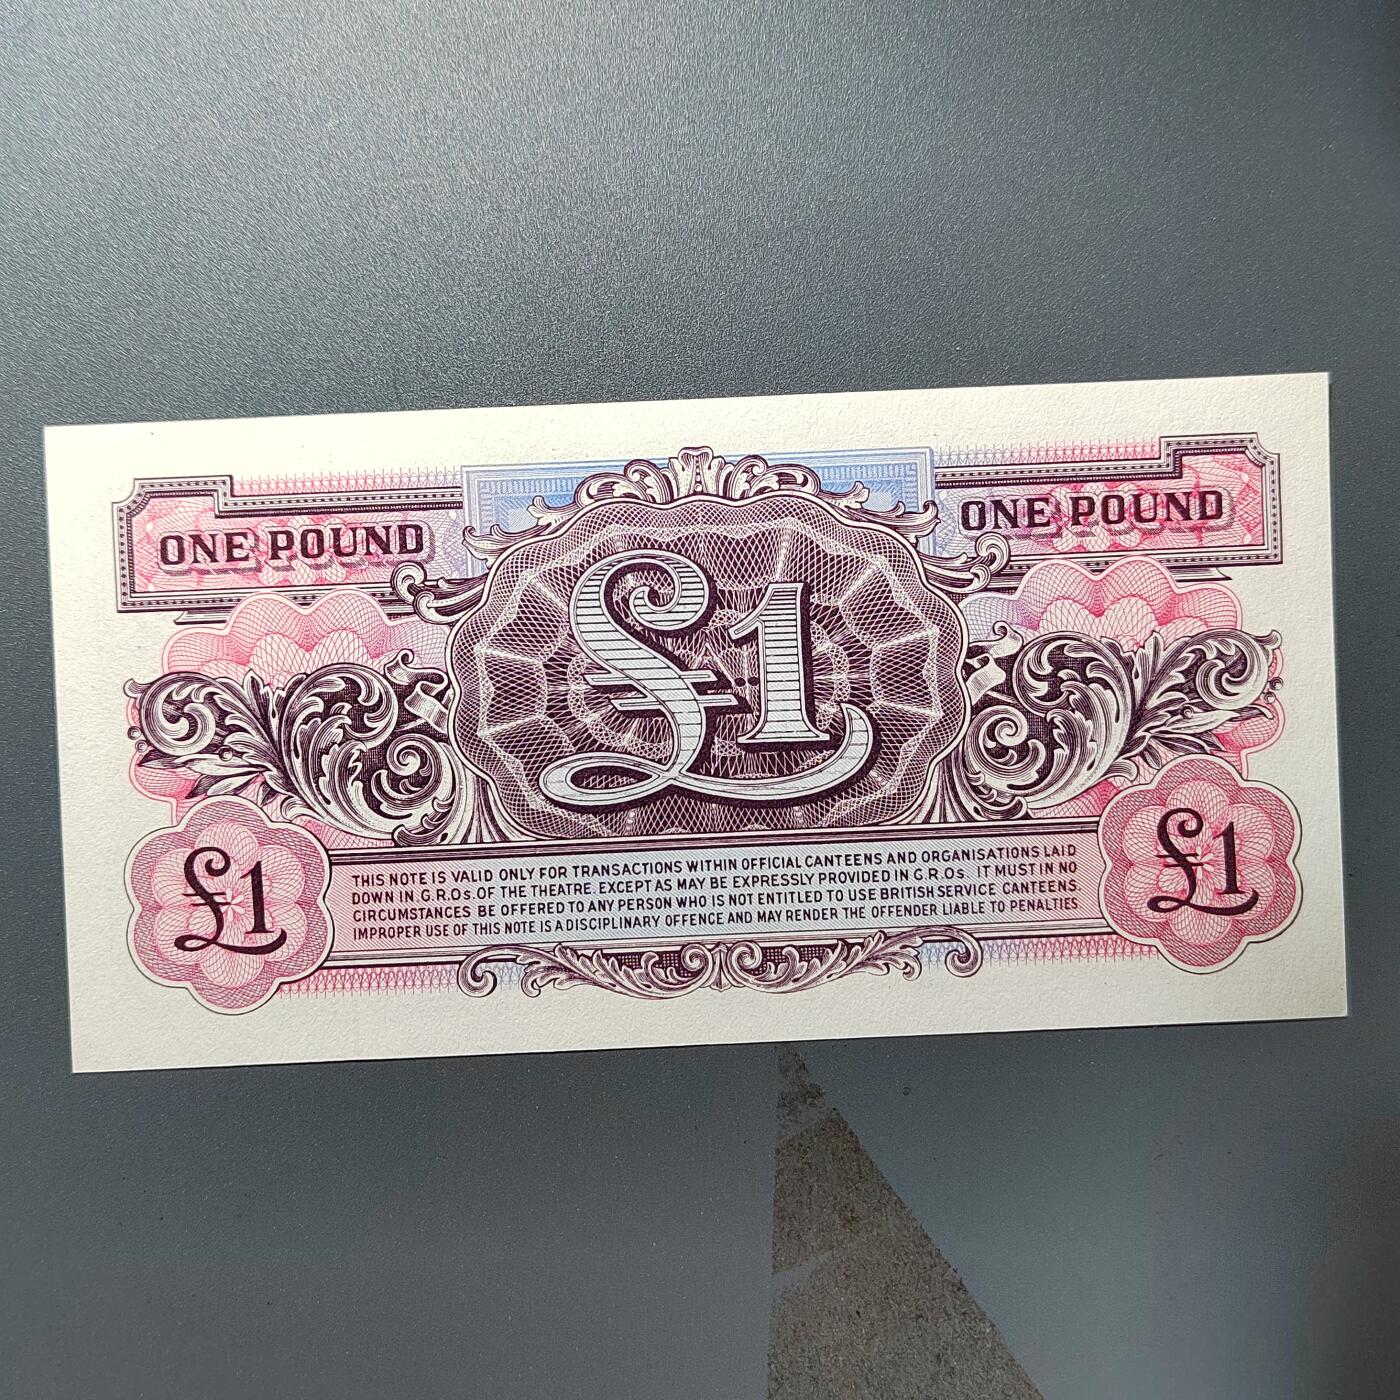 ONE POUND
ONE POUND
£1
THIS NOTE IS VALID ONLY FOR TRANSACTIONS WITHIN OFFICIAL CANTEENS AND ORGANISATIONS LAID
DOWN IN G.R.Os. OF THE THEATRE. EXCEPT AS MAY BE EXPRESSLY PROVIDED IN G.R.Os. IT MUST IN NO
CIRCUMSTANCES BE OFFERED TO ANY PERSON WHO IS NOT ENTITLED TO USE BRITISH SERVICE CANTEENS.
IMPROPER USE OF THIS NOTE IS A DISCIPLINARY OFFENCE AND MAY RENDER THE OFFENDER LIABLE TO PENALTIES
£1
£1